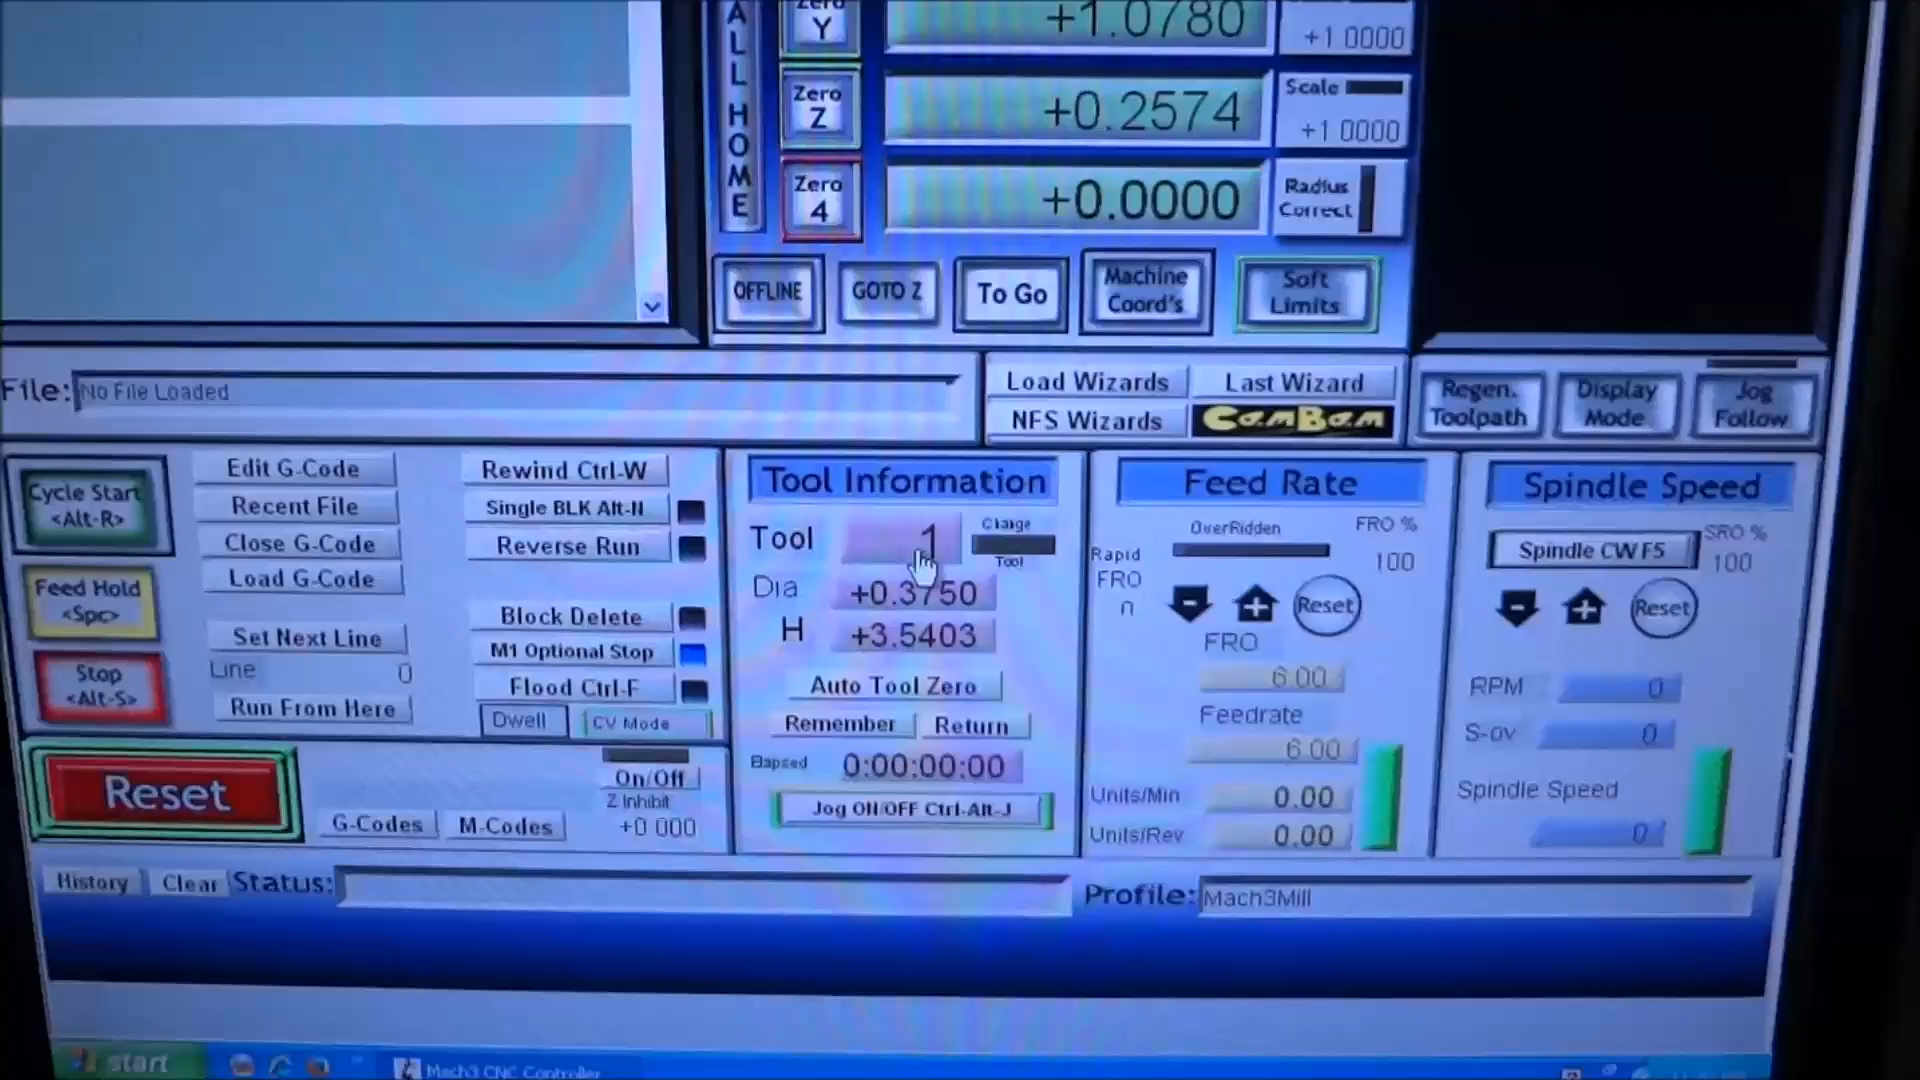 ALL HOME
Zero
Y
+1.0780
+1 0000
Zero
Z
+0.2574
Scale
+1 0000
Zero
4
+0.0000
Radius
Correct
OFFLINE
GOTO Z
To Go
Machine
Coord's
Soft
Limits
File:
No File Loaded
Load Wizards
Last Wizard
NFS Wizards
CamBam
Regen.
Toolpath
Display
Mode
Jog
Follow
Cycle Start
<Alt-R>
Feed Hold
<Spc>
Stop
<Alt-S>
Edit G-Code
Recent File
Close G-Code
Load G-Code
Set Next Line
Line 0
Run From Here
Rewind Ctrl-W
Single BLK Alt-N
Reverse Run
Block Delete
M1 Optional Stop
Flood Ctrl-F
Dwell
CV Mode
Reset
G-Codes
M-Codes
On/Off
Z Inhibit
+0 000
Tool Information
Tool 1
Change
Tool
Dia +0.3750
H +3.5403
Auto Tool Zero
Remember
Return
Elapsed 0:00:00:00
Jog ON/OFF Ctrl-Alt-J
Feed Rate
OverRidden
FRO %
100
Rapid
FRO
Reset
FRO
6.00
Feedrate
6.00
Units/Min 0.00
Units/Rev 0.00
Spindle Speed
Spindle CW F5
SRO %
100
Reset
RPM 0
S-ov 0
Spindle Speed
0
History
Clear
Status:
Profile:
Mach3Mill
start
Mach3 CNC Controller